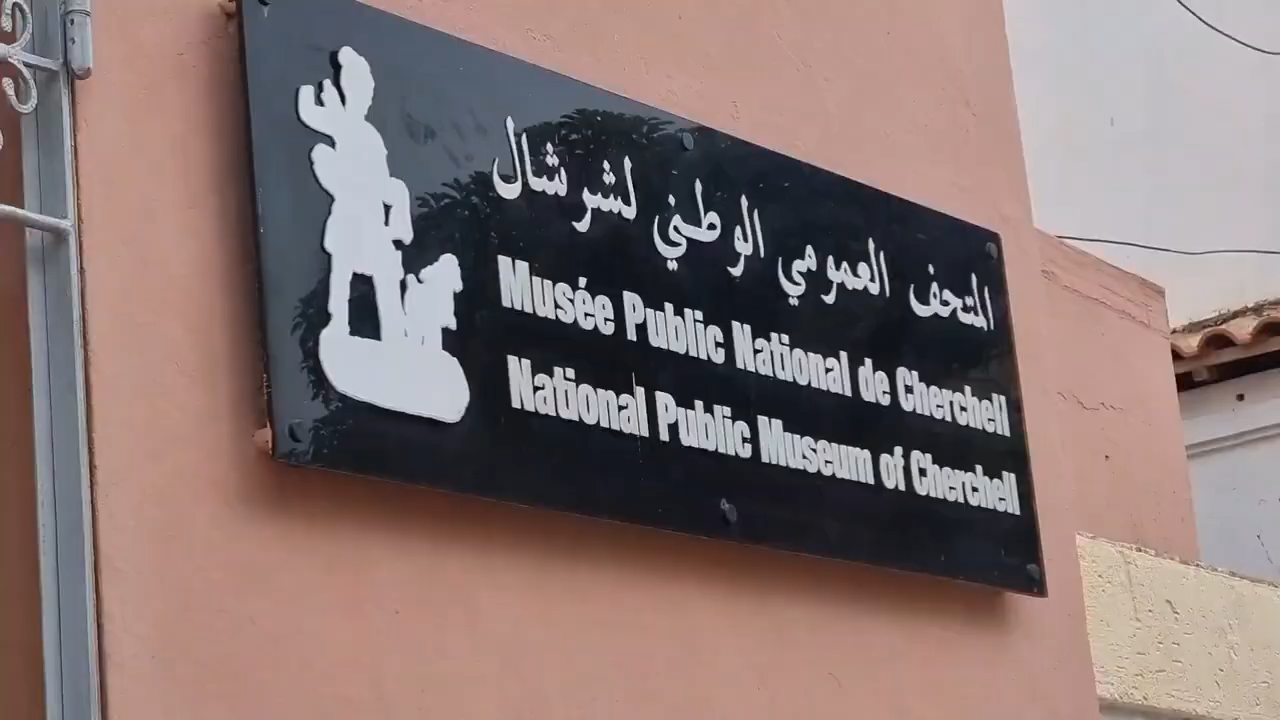 المتحف العمومي الوطني لشرشال
Musée Public National de Cherchell
National Public Museum of Cherchell